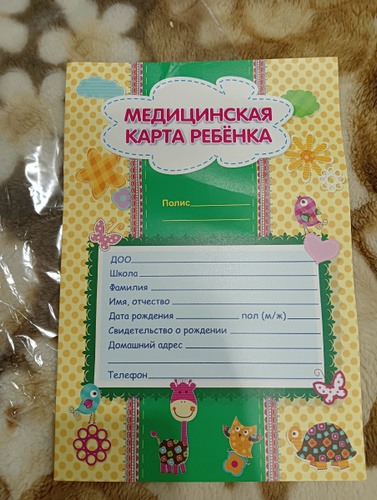 МЕДИЦИНСКАЯ
КАРТА РЕБЁНКА
Полис
ДОО
Школа
Фамилия
Имя, отчество
Дата рождения пол (м/ж)
Свидетельство о рождении
Домашний адрес
Телефон